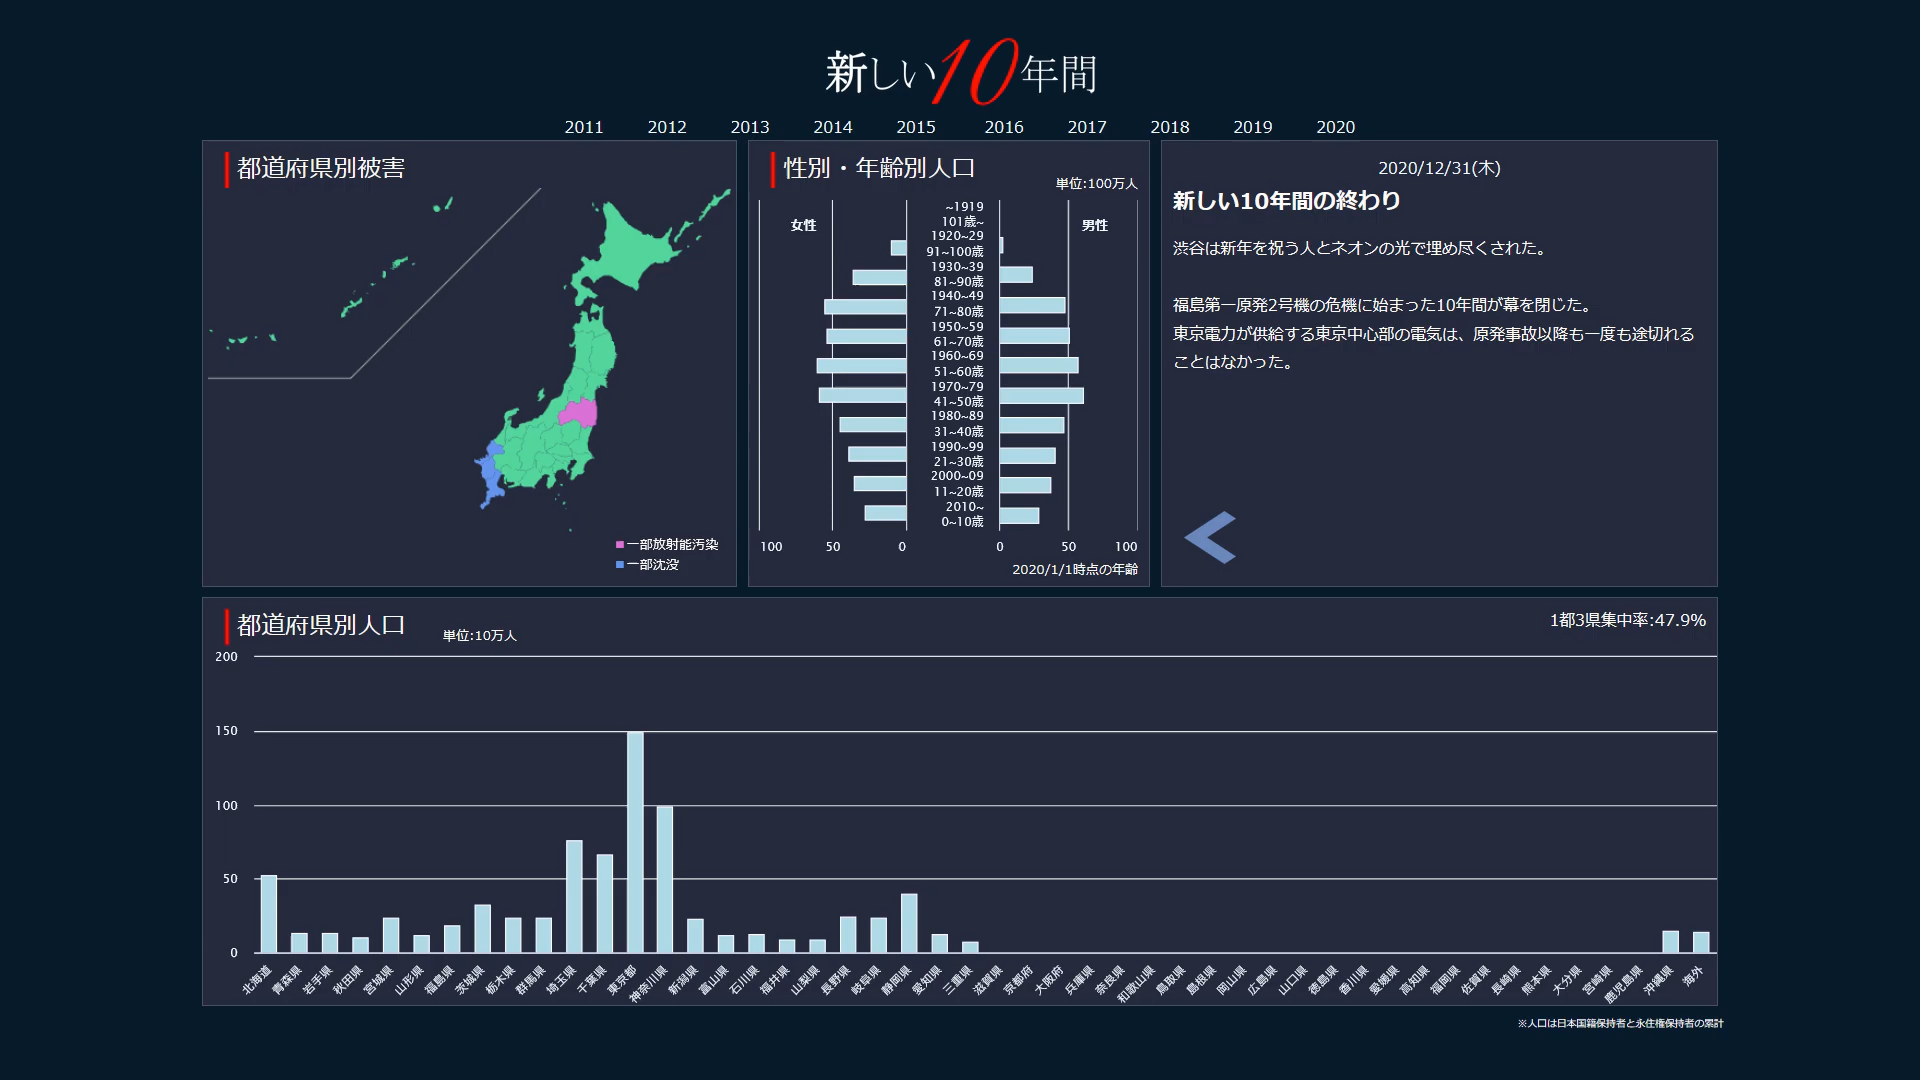 新しい10年間
2011 2012 2013 2014 2015 2016 2017 2018 2019 2020
都道府県別被害
一部放射能汚染
一部沈没
性別・年齢別人口
単位:100万人
女性
男性
~1919
101歳~
1920~29
91~100歳
1930~39
81~90歳
1940~49
71~80歳
1950~59
61~70歳
1960~69
51~60歳
1970~79
41~50歳
1980~89
31~40歳
1990~99
21~30歳
2000~09
11~20歳
2010~
0~10歳
100 50 0 0 50 100
2020/1/1時点の年齢
2020/12/31(木)
新しい10年間の終わり
渋谷は新年を祝う人とネオンの光で埋め尽くされた。
福島第一原発2号機の危機に始まった10年間が幕を閉じた。
東京電力が供給する東京中心部の電気は、原発事故以降も一度も途切れる
ことはなかった。
都道府県別人口
単位:10万人
1都3県集中率:47.9%
200
150
100
50
0
北海道 青森県 岩手県 秋田県 宮城県 山形県 福島県 茨城県 栃木県 群馬県 埼玉県 千葉県 東京都 神奈川県 新潟県 富山県 石川県 福井県 山梨県 長野県 岐阜県 静岡県 愛知県 三重県 滋賀県 京都府 大阪府 兵庫県 奈良県 和歌山県 鳥取県 島根県 岡山県 広島県 山口県 徳島県 香川県 愛媛県 高知県 福岡県 佐賀県 長崎県 熊本県 大分県 宮崎県 鹿児島県 沖縄県 海外
※人口は日本国籍保持者と永住権保持者の累計